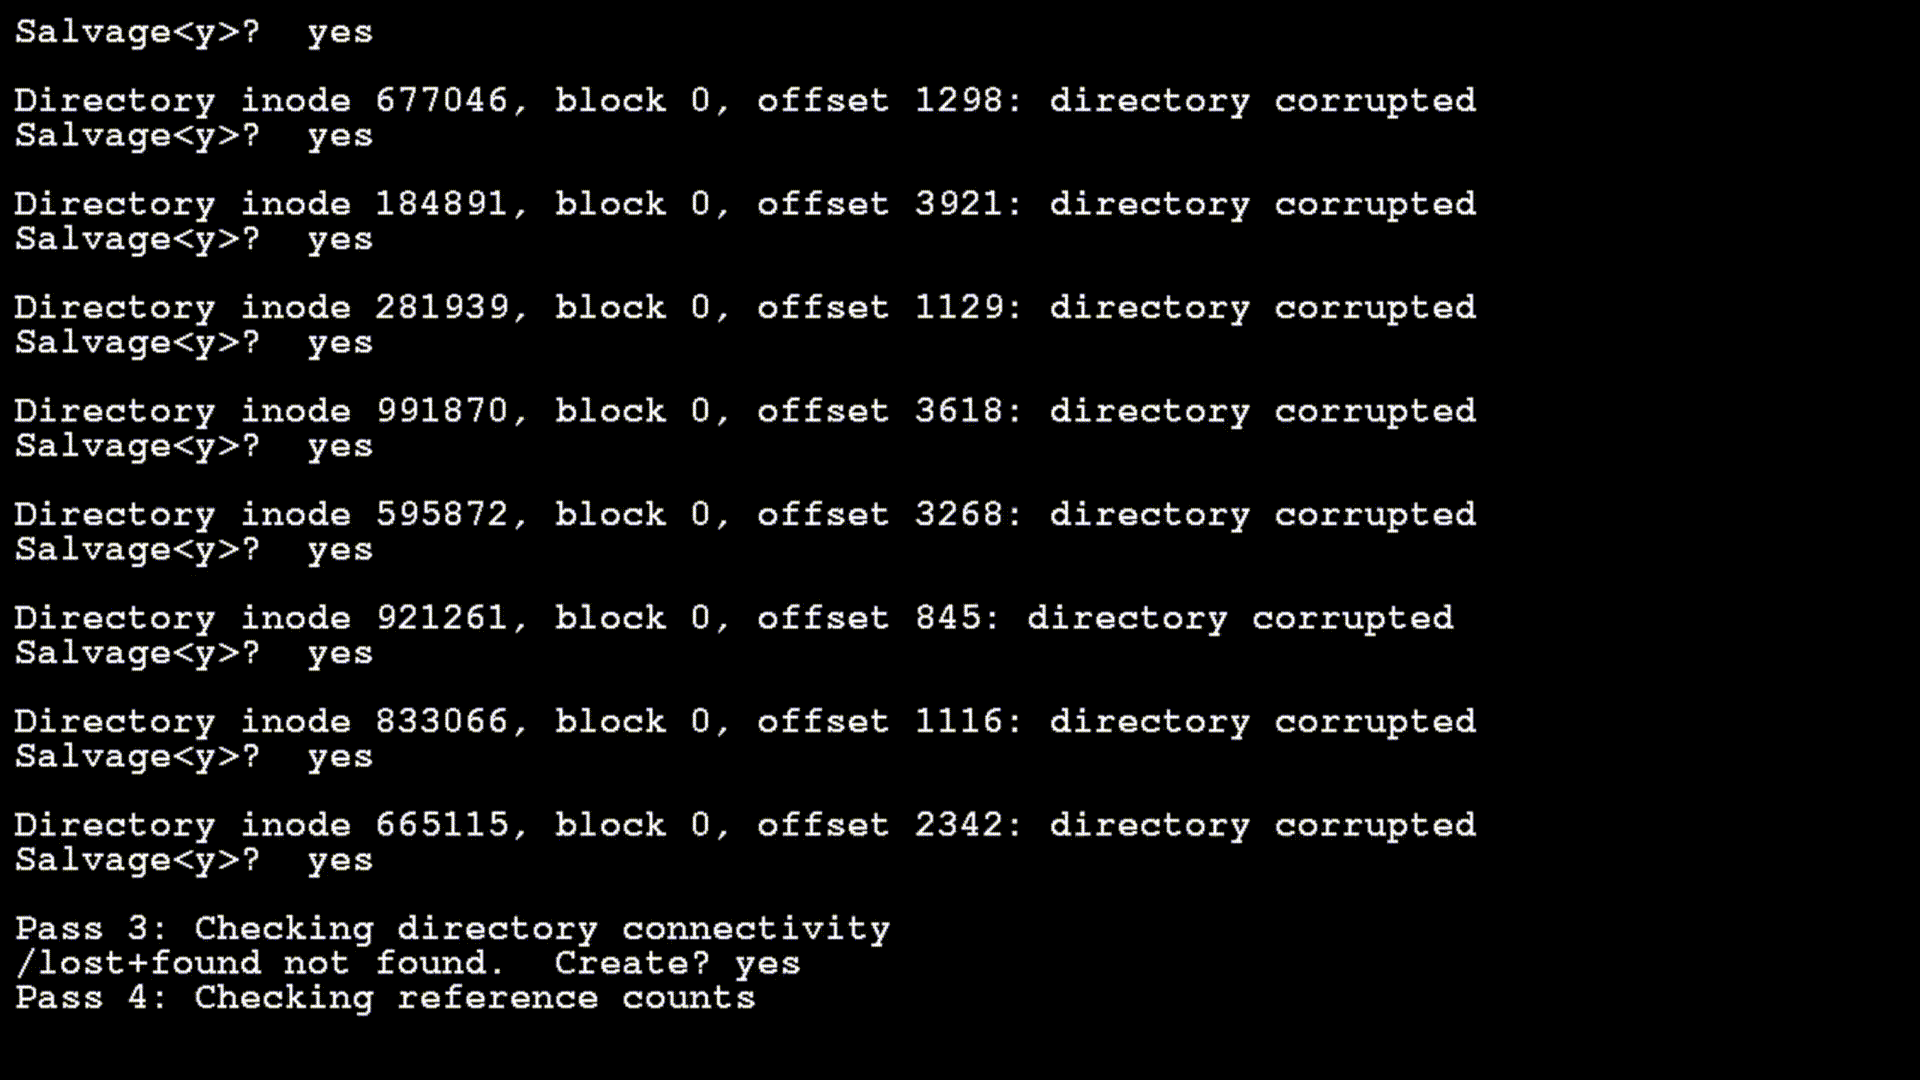 Salvage<y>?  yes
Directory inode 677046, block 0, offset 1298: directory corrupted
Salvage<y>?  yes
Directory inode 184891, block 0, offset 3921: directory corrupted
Salvage<y>?  yes
Directory inode 281939, block 0, offset 1129: directory corrupted
Salvage<y>?  yes
Directory inode 991870, block 0, offset 3618: directory corrupted
Salvage<y>?  yes
Directory inode 595872, block 0, offset 3268: directory corrupted
Salvage<y>?  yes
Directory inode 921261, block 0, offset 845: directory corrupted
Salvage<y>?  yes
Directory inode 833066, block 0, offset 1116: directory corrupted
Salvage<y>?  yes
Directory inode 665115, block 0, offset 2342: directory corrupted
Salvage<y>?  yes
Pass 3: Checking directory connectivity
/lost+found not found.  Create? yes
Pass 4: Checking reference counts